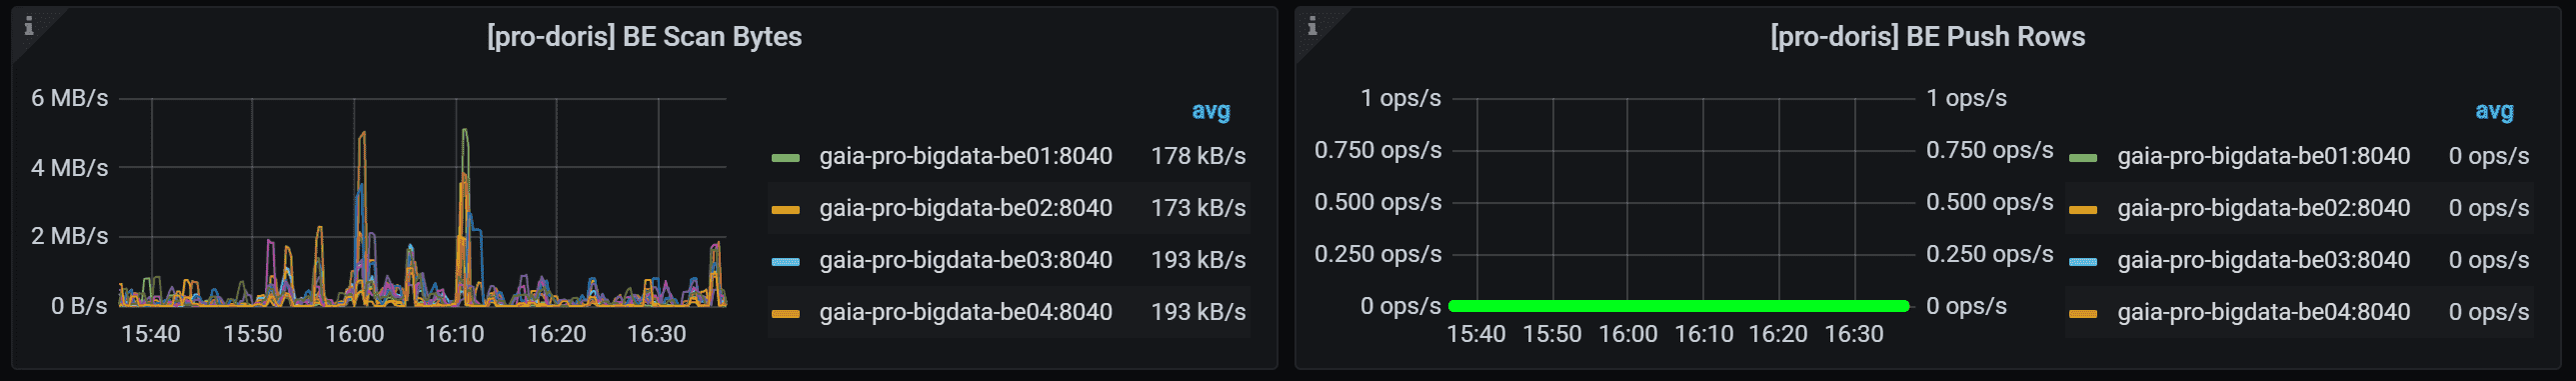 [pro-doris] BE Scan Bytes
6 MB/s
4 MB/s
2 MB/s
0 B/s
15:40 15:50 16:00 16:10 16:20 16:30
avg
gaia-pro-bigdata-be01:8040 178 kB/s
gaia-pro-bigdata-be02:8040 173 kB/s
gaia-pro-bigdata-be03:8040 193 kB/s
gaia-pro-bigdata-be04:8040 193 kB/s
[pro-doris] BE Push Rows
1 ops/s 1 ops/s
0.750 ops/s 0.750 ops/s
0.500 ops/s 0.500 ops/s
0.250 ops/s 0.250 ops/s
0 ops/s 0 ops/s
15:40 15:50 16:00 16:10 16:20 16:30
avg
gaia-pro-bigdata-be01:8040 0 ops/s
gaia-pro-bigdata-be02:8040 0 ops/s
gaia-pro-bigdata-be03:8040 0 ops/s
gaia-pro-bigdata-be04:8040 0 ops/s